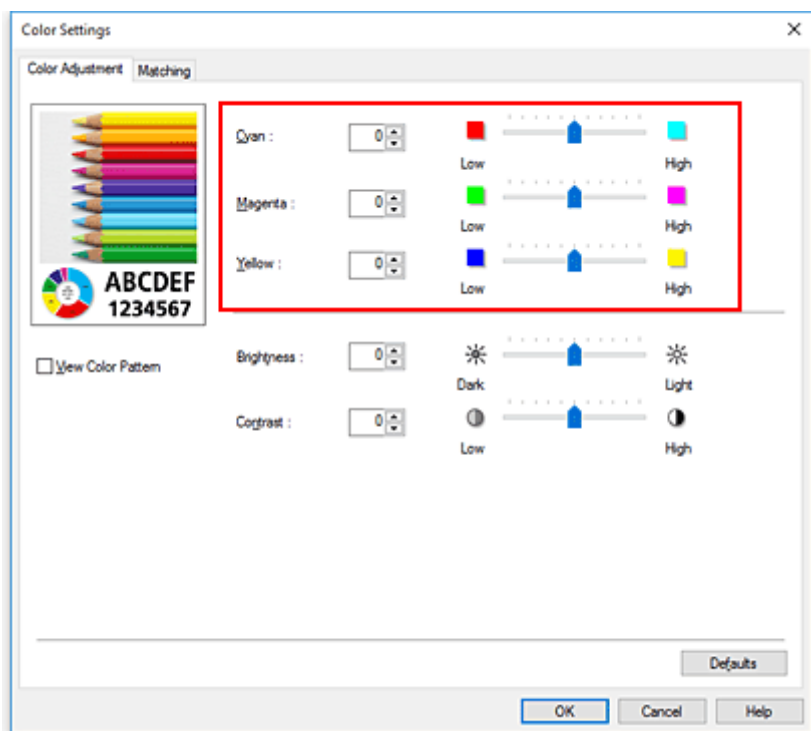 Color Settings
Color Adjustment Matching
Cyan : 0
Low High
Magenta : 0
Low High
Yellow : 0
Low High
ABCDEF
1234567
View Color Pattern
Brightness : 0
Dark Light
Contrast : 0
Low High
Defaults
OK Cancel Help